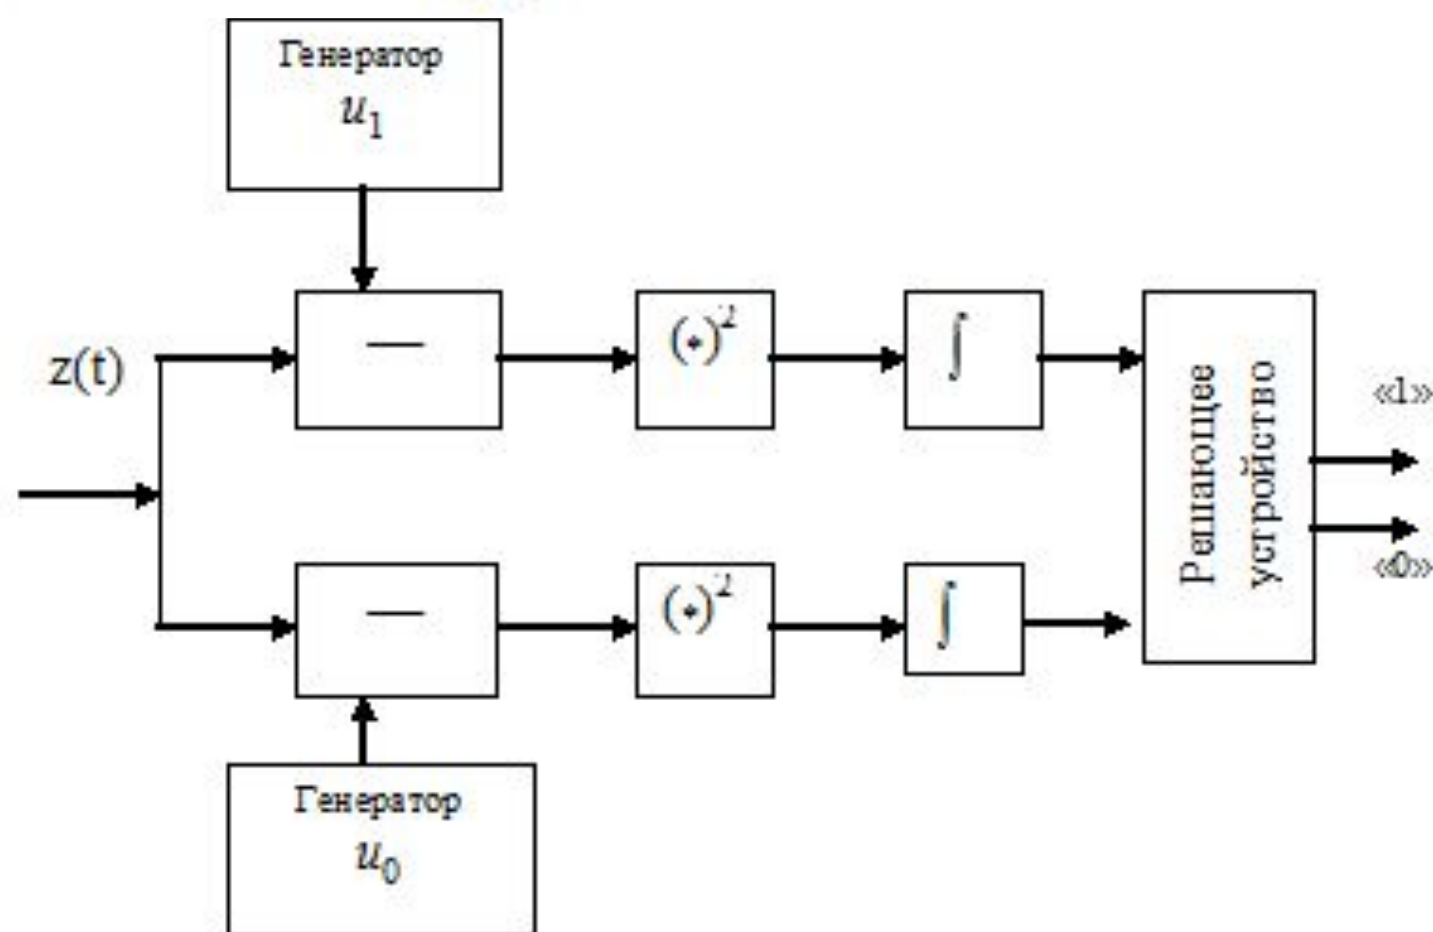 Генератор
u₁
z(t)
—
(•)²
∫
Решающее
устройство
«1»
«0»
—
(•)²
∫
Генератор
u₀